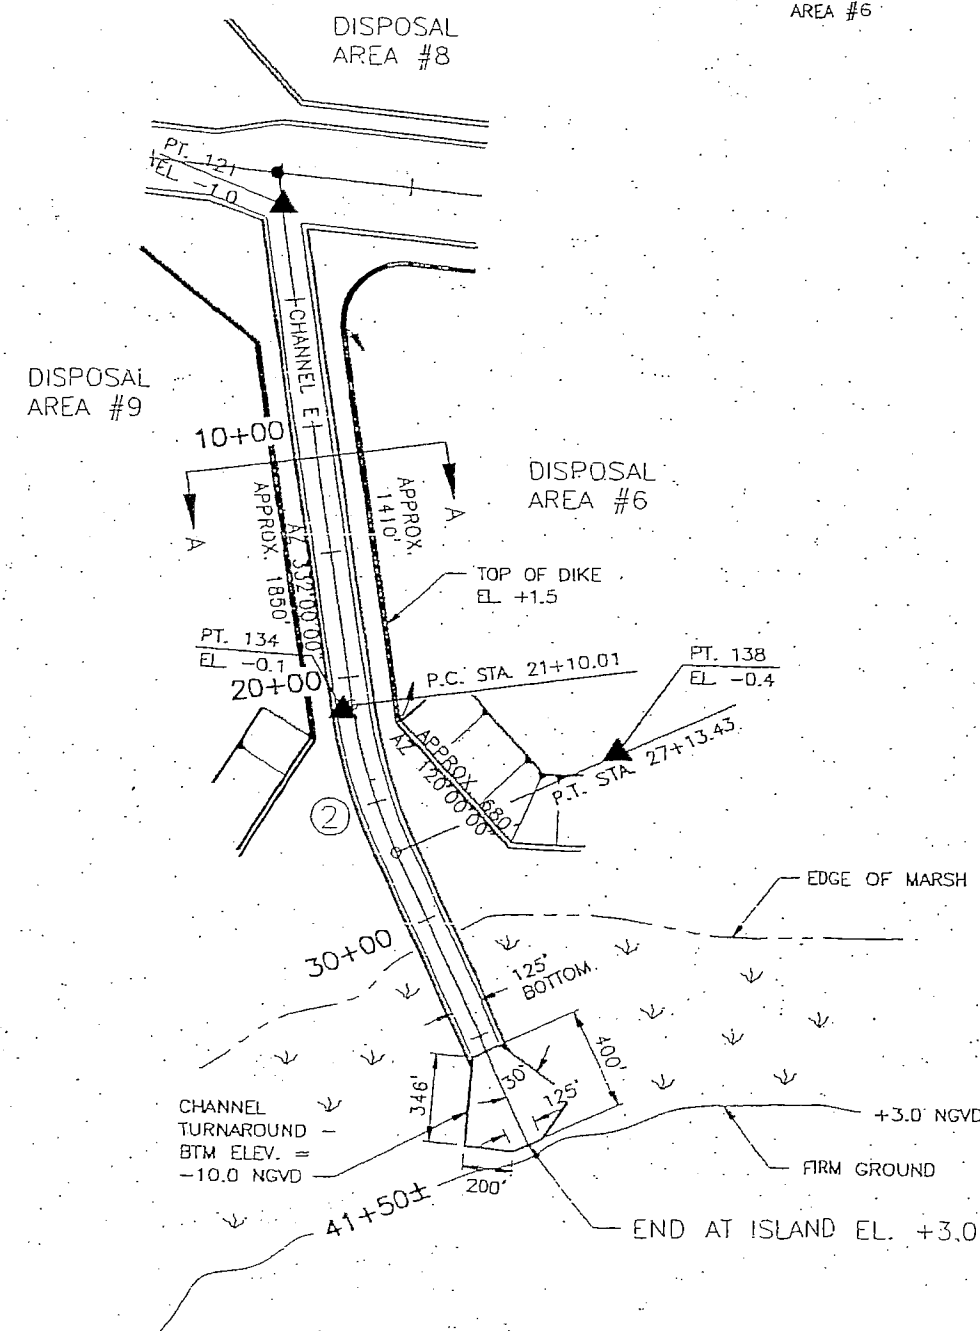 AREA #6
DISPOSAL
AREA #8
PT. 121
EL -1.0
CHANNEL E
DISPOSAL
AREA #9
10+00
A
A
DISPOSAL
AREA #6
APPROX.
1410'
APPROX. 1850'
AZ 332°00'00"
TOP OF DIKE
EL +1.5
PT. 134
EL -0.1
20+00
P.C. STA. 21+10.01
PT. 138
EL -0.4
P.T. STA. 27+13.43
APPROX. 680'
AZ 120°00'00"
2
EDGE OF MARSH
30+00
125'
BOTTOM
400'
346'
30'
125'
CHANNEL
TURNAROUND -
BTM ELEV. =
-10.0 NGVD
+3.0 NGVD
FIRM GROUND
200'
41+50±
END AT ISLAND EL. +3.0